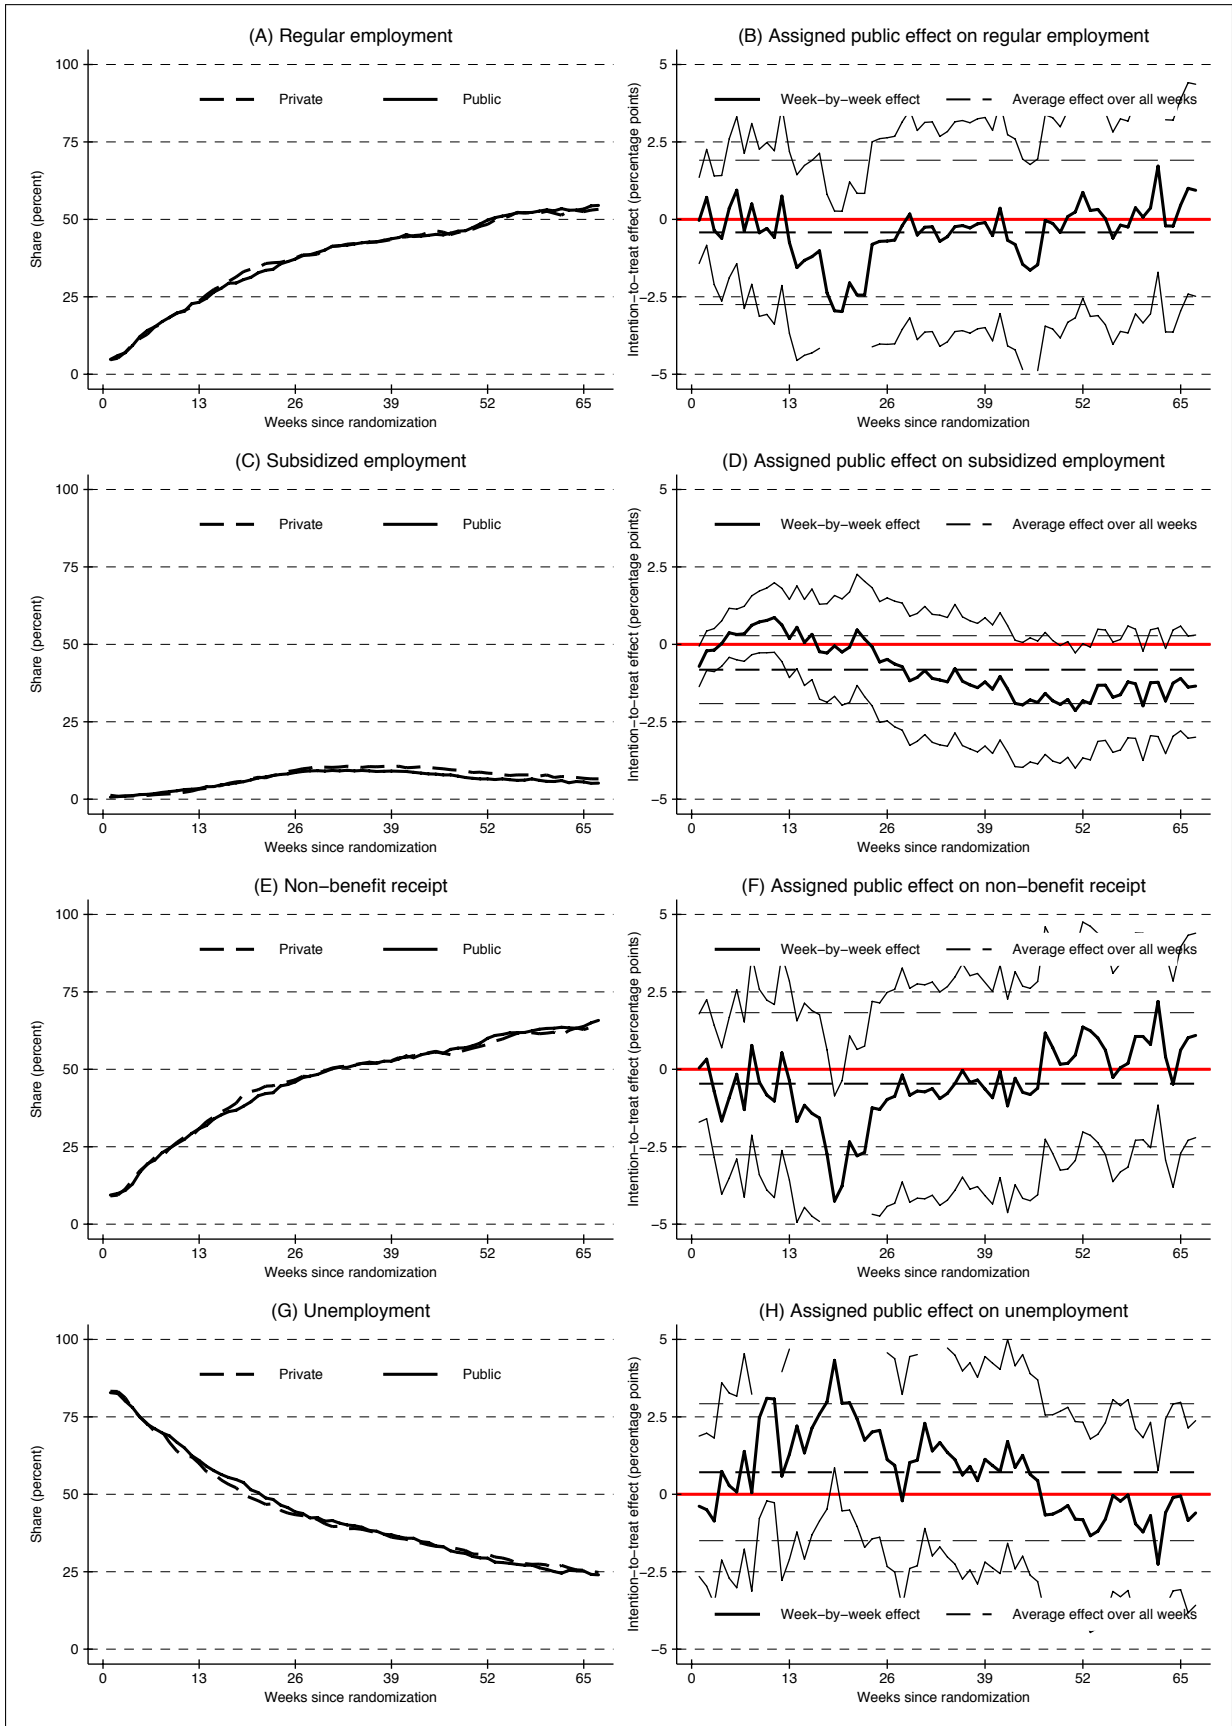 (A) Regular employment
Share (percent)
100
75
50
25
0
Private
Public
0 13 26 39 52 65
Weeks since randomization
(B) Assigned public effect on regular employment
Intention−to−treat effect (percentage points)
5
2.5
0
−2.5
−5
Week−by−week effect
Average effect over all weeks
0 13 26 39 52 65
Weeks since randomization
(C) Subsidized employment
Share (percent)
100
75
50
25
0
Private
Public
0 13 26 39 52 65
Weeks since randomization
(D) Assigned public effect on subsidized employment
Intention−to−treat effect (percentage points)
5
2.5
0
−2.5
−5
Week−by−week effect
Average effect over all weeks
0 13 26 39 52 65
Weeks since randomization
(E) Non−benefit receipt
Share (percent)
100
75
50
25
0
Private
Public
0 13 26 39 52 65
Weeks since randomization
(F) Assigned public effect on non−benefit receipt
Intention−to−treat effect (percentage points)
5
2.5
0
−2.5
−5
Week−by−week effect
Average effect over all weeks
0 13 26 39 52 65
Weeks since randomization
(G) Unemployment
Share (percent)
100
75
50
25
0
Private
Public
0 13 26 39 52 65
Weeks since randomization
(H) Assigned public effect on unemployment
Intention−to−treat effect (percentage points)
5
2.5
0
−2.5
−5
Week−by−week effect
Average effect over all weeks
0 13 26 39 52 65
Weeks since randomization